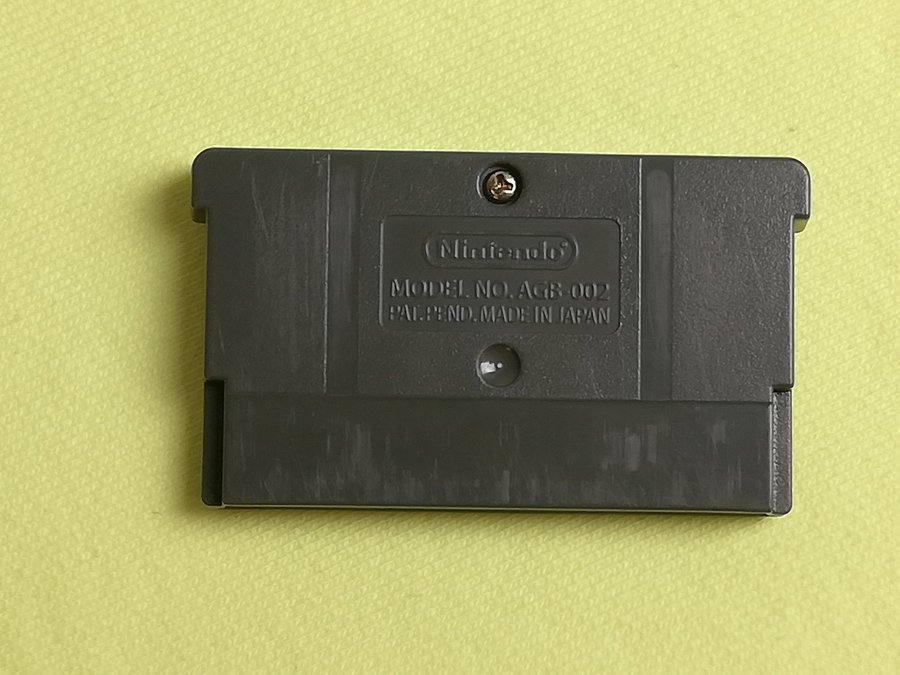 Nintendo®
MODEL NO. AGB-002
PAT. PEND. MADE IN JAPAN